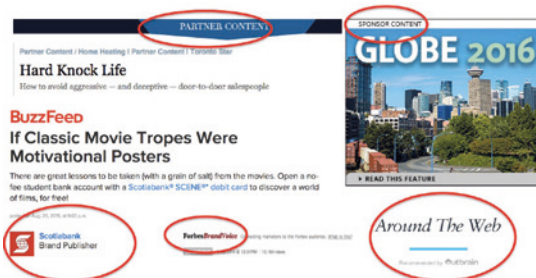 PARTNER CONTENT
Partner Content / Home Heating | Partner Content | Toronto Star
Hard Knock Life
How to avoid aggressive — and deceptive — door-to-door salespeople
BuzzFeed
If Classic Movie Tropes Were
Motivational Posters
There are great lessons to be taken (with a grain of salt) from the movies. Open a no-
fee student bank account with a Scotiabank® SCENE®* debit card to discover a world
of films, for free!
Scotiabank
Brand Publisher
ForbesBrandVoice
SPONSOR CONTENT
GLOBE 2016
▸ READ THIS FEATURE
Around The Web
Recommended by Outbrain